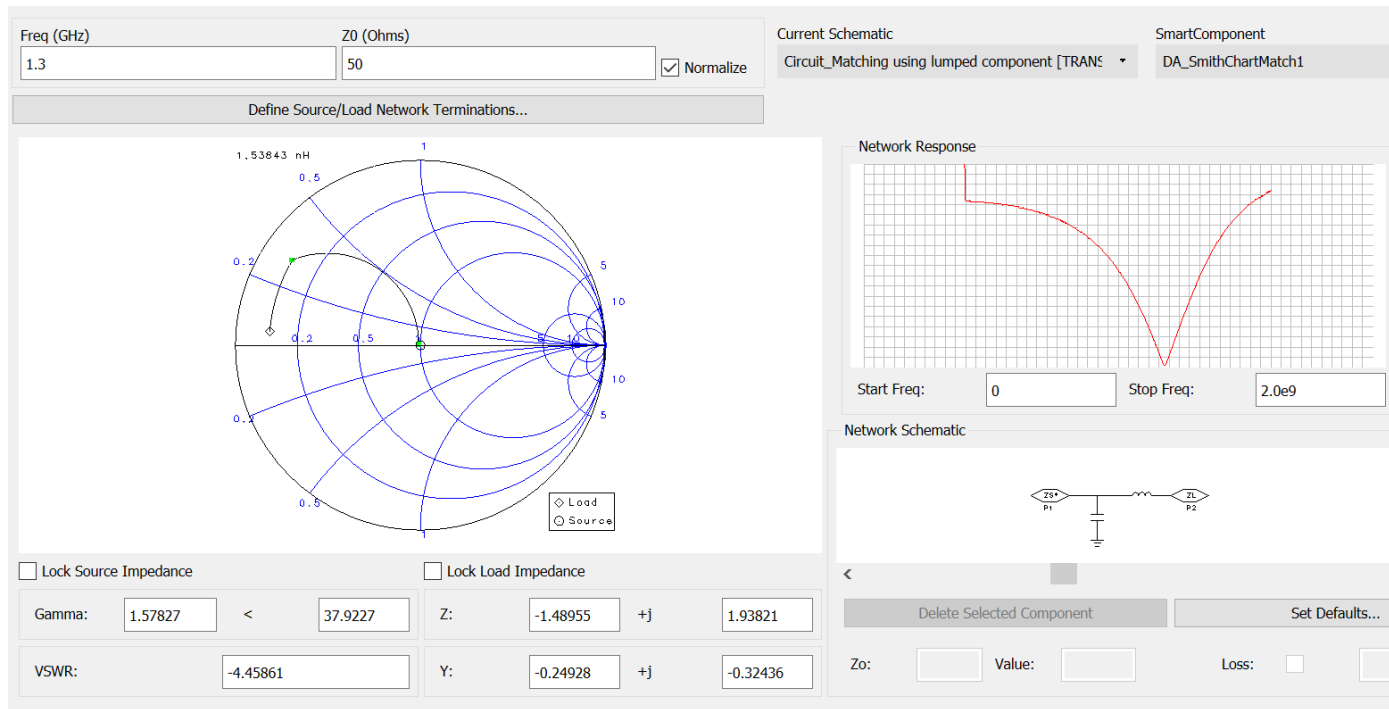 Freq (GHz)
Z0 (Ohms)
1.3
50
Normalize
Current Schematic
SmartComponent
Circuit_Matching using lumped component [TRANS
DA_SmithChartMatch1
Define Source/Load Network Terminations...
1.53843 nH
1
0.5
0.2
5
10
0.2
0.5
1
5
10
10
0.2
5
0.5
1
Load
Source
Network Response
Start Freq:
0
Stop Freq:
2.0e9
Network Schematic
ZS*
P1
ZL
P2
Lock Source Impedance
Lock Load Impedance
Gamma:
1.57827
<
37.9227
Z:
-1.48955
+j
1.93821
VSWR:
-4.45861
Y:
-0.24928
+j
-0.32436
<
Delete Selected Component
Set Defaults...
Zo:
Value:
Loss: